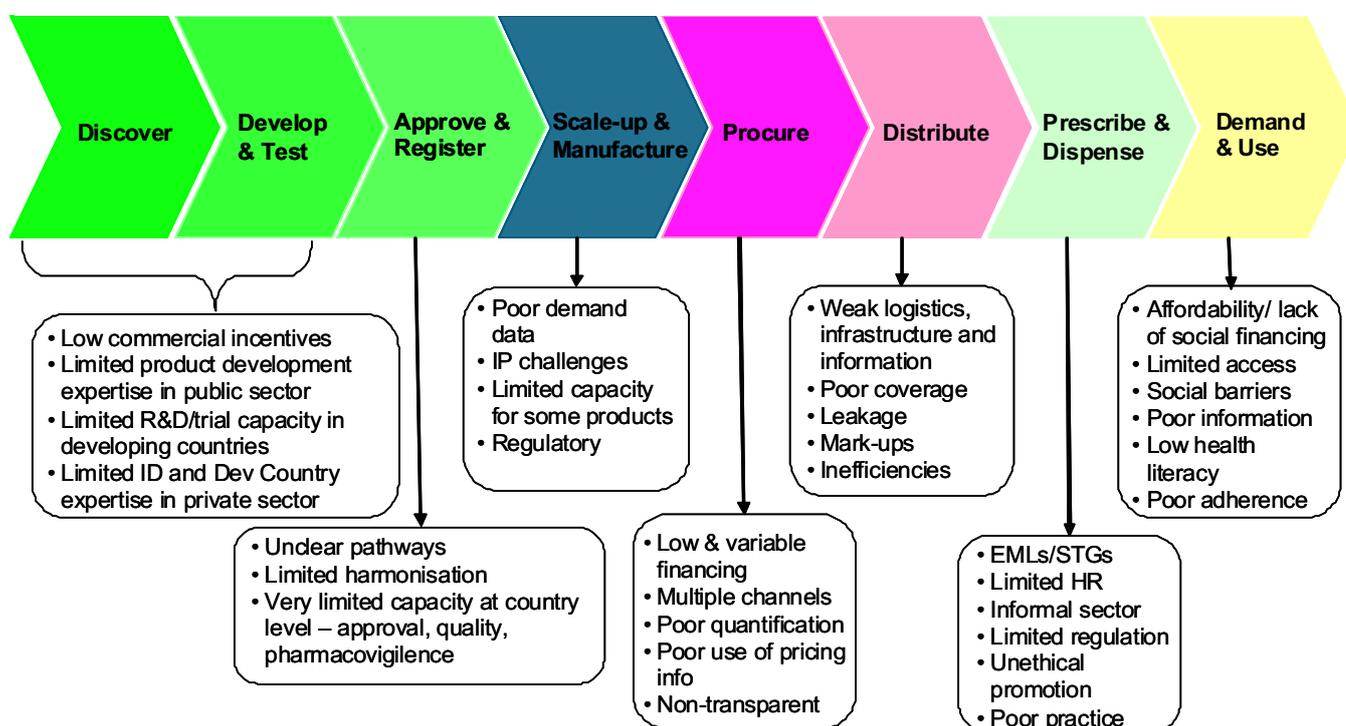 Discover
Develop
& Test
Approve &
Register
Scale-up &
Manufacture
Procure
Distribute
Prescribe &
Dispense
Demand
& Use
• Low commercial incentives
• Limited product development
expertise in public sector
• Limited R&D/trial capacity in
developing countries
• Limited ID and Dev Country
expertise in private sector
• Unclear pathways
• Limited harmonisation
• Very limited capacity at country
level – approval, quality,
pharmacovigilence
• Poor demand
data
• IP challenges
• Limited capacity
for some products
• Regulatory
• Low & variable
financing
• Multiple channels
• Poor quantification
• Poor use of pricing
info
• Non-transparent
• Weak logistics,
infrastructure and
information
• Poor coverage
• Leakage
• Mark-ups
• Inefficiencies
• EMLs/STGs
• Limited HR
• Informal sector
• Limited regulation
• Unethical
promotion
• Poor practice
• Affordability/ lack
of social financing
• Limited access
• Social barriers
• Poor information
• Low health
literacy
• Poor adherence